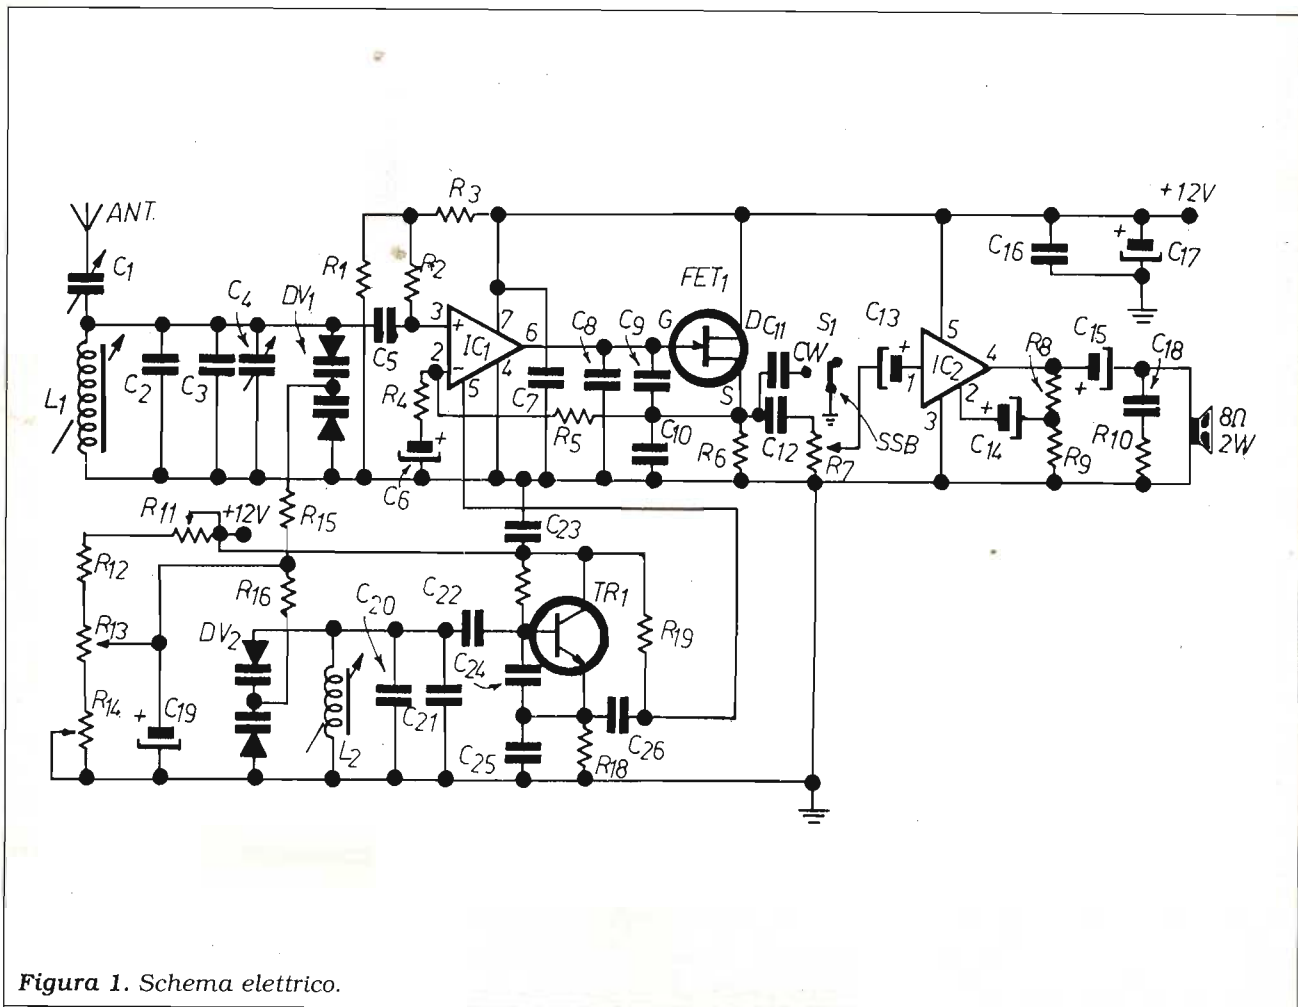 +12V
R3
ANT.
C1
R1
R2
C16
+
C17
FET1
C4
DV1
C13
S1
3
+
7
C8
C9
G
D
C11
CW
+
5
C15
C18
R8
6
IC1
2
-
4
5
C5
IC2
4
1
2
3
C2
C3
L1
R4
C7
S
+
8Ω
2W
R5
C10
R6
C12
R7
SSB
+
C14
R9
R10
+
C6
R11
+12V
R15
C23
R12
R16
C20
C22
TR1
R13
DV2
C24
R19
R14
+
C19
C21
L2
C25
R18
C26
Figura 1. Schema elettrico.